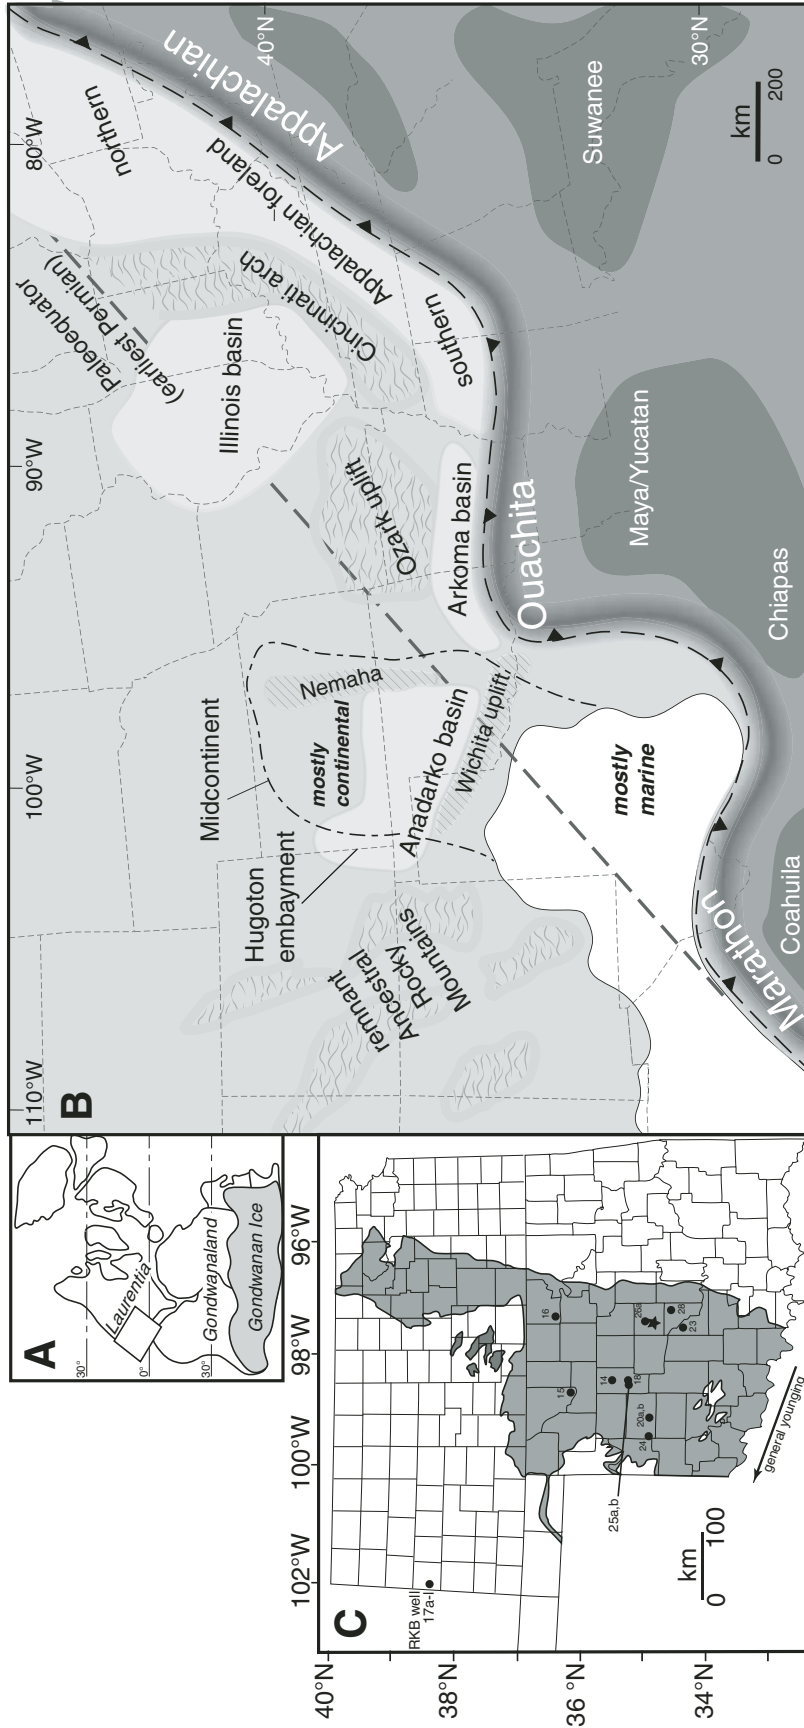 A
30°
0°
30°
Laurentia
Gondwanaland
Gondwanan Ice
B
110°W
100°W
90°W
80°W
40°N
30°N
Paleoequator
(earliest Permian)
northern
Appalachian
Appalachian foreland
Cincinnati arch
southern
Illinois basin
Ozark uplift
Arkoma basin
Ouachita
Suwanee
Maya/Yucatan
Chiapas
Coahuila
Marathon
Midcontinent
Nemaha
mostly
continental
Hugoton
embayment
Anadarko basin
Wichita uplift
mostly
marine
remnant
Ancestral
Rocky
Mountains
km
0
200
C
102°W
100°W
98°W
96°W
40°N
38°N
36 °N
34°N
RKB well
17a-l
16
15
14
18
26a
28
23
20a,b
24
25a,b
general younging
km
0
100